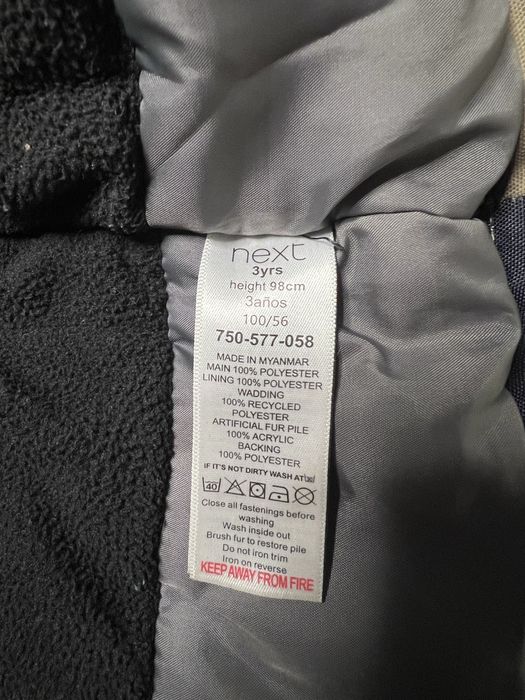 next
3yrs
height 98cm
3años
100/56
750-577-058
MADE IN MYANMAR
MAIN 100% POLYESTER
LINING 100% POLYESTER
WADDING
100% RECYCLED
POLYESTER
ARTIFICIAL FUR PILE
100% ACRYLIC
BACKING
100% POLYESTER
IF IT'S NOT DIRTY WASH AT 30
40
Close all fastenings before
washing
Wash inside out
Brush fur to restore pile
Do not iron trim
Iron on reverse
KEEP AWAY FROM FIRE